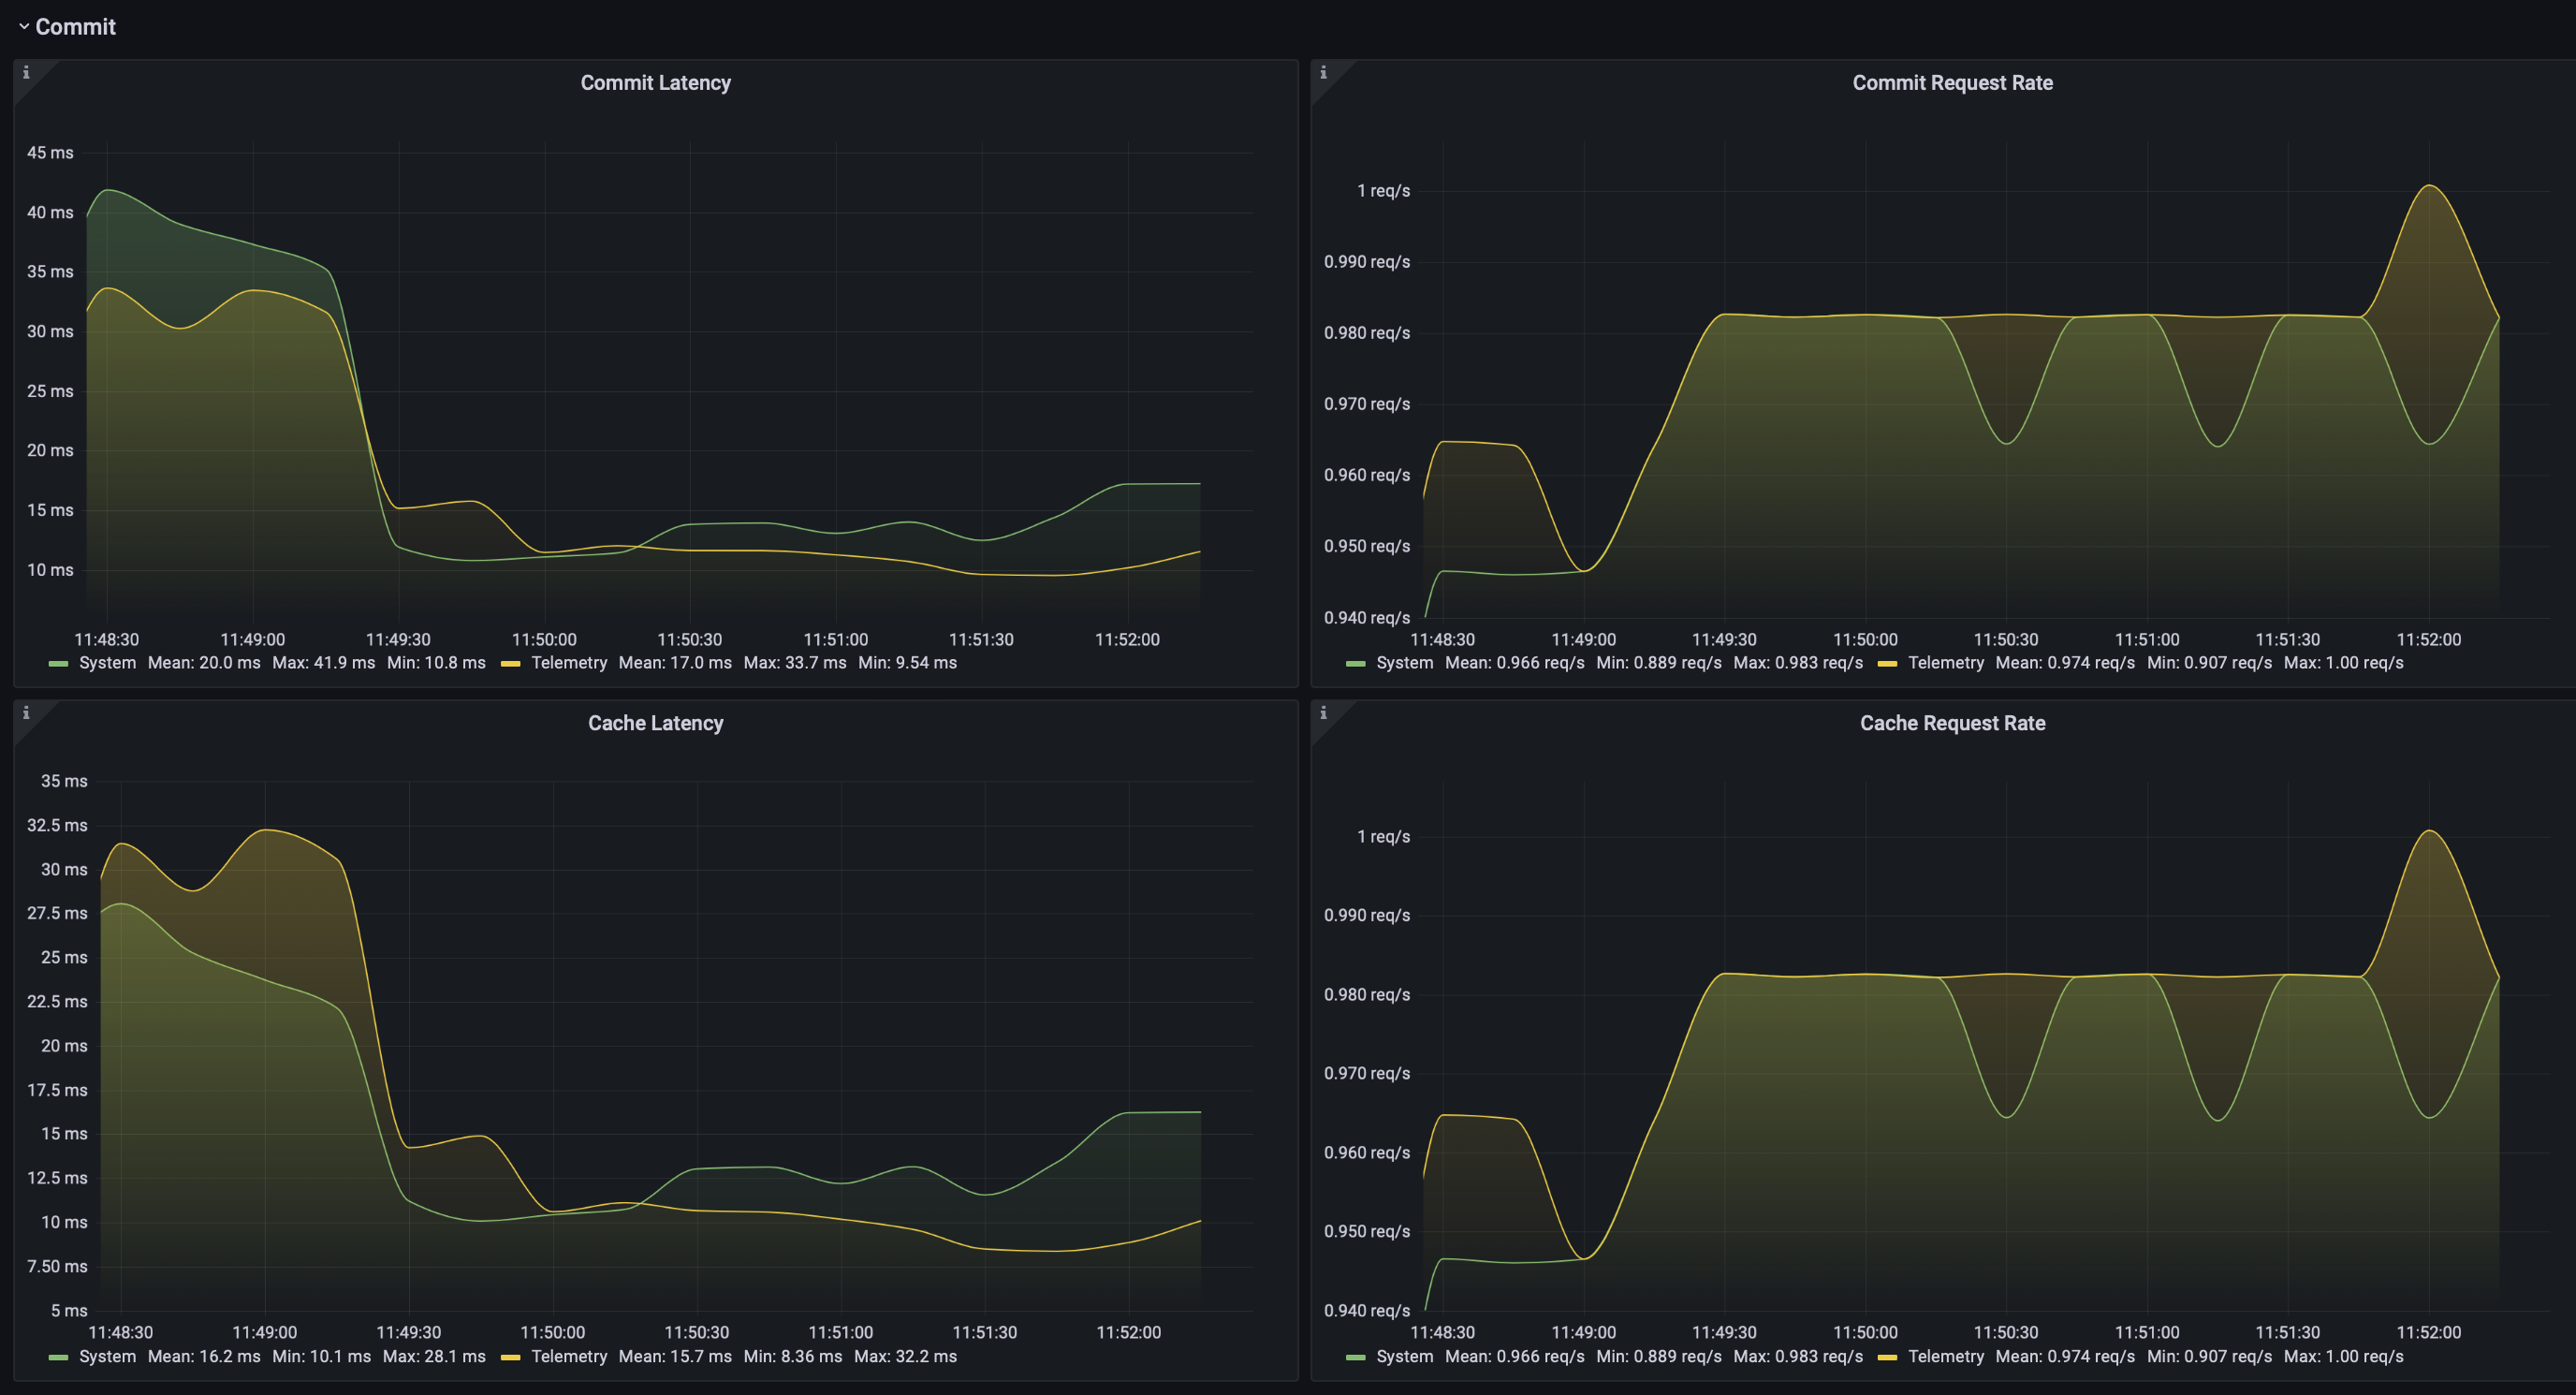 Commit
Commit Latency
45 ms
40 ms
35 ms
30 ms
25 ms
20 ms
15 ms
10 ms
11:48:30 11:49:00 11:49:30 11:50:00 11:50:30 11:51:00 11:51:30 11:52:00
System Mean: 20.0 ms Max: 41.9 ms Min: 10.8 ms Telemetry Mean: 17.0 ms Max: 33.7 ms Min: 9.54 ms
Commit Request Rate
1 req/s
0.990 req/s
0.980 req/s
0.970 req/s
0.960 req/s
0.950 req/s
0.940 req/s
11:48:30 11:49:00 11:49:30 11:50:00 11:50:30 11:51:00 11:51:30 11:52:00
System Mean: 0.966 req/s Min: 0.889 req/s Max: 0.983 req/s Telemetry Mean: 0.974 req/s Min: 0.907 req/s Max: 1.00 req/s
Cache Latency
35 ms
32.5 ms
30 ms
27.5 ms
25 ms
22.5 ms
20 ms
17.5 ms
15 ms
12.5 ms
10 ms
7.50 ms
5 ms
11:48:30 11:49:00 11:49:30 11:50:00 11:50:30 11:51:00 11:51:30 11:52:00
System Mean: 16.2 ms Min: 10.1 ms Max: 28.1 ms Telemetry Mean: 15.7 ms Min: 8.36 ms Max: 32.2 ms
Cache Request Rate
1 req/s
0.990 req/s
0.980 req/s
0.970 req/s
0.960 req/s
0.950 req/s
0.940 req/s
11:48:30 11:49:00 11:49:30 11:50:00 11:50:30 11:51:00 11:51:30 11:52:00
System Mean: 0.966 req/s Min: 0.889 req/s Max: 0.983 req/s Telemetry Mean: 0.974 req/s Min: 0.907 req/s Max: 1.00 req/s